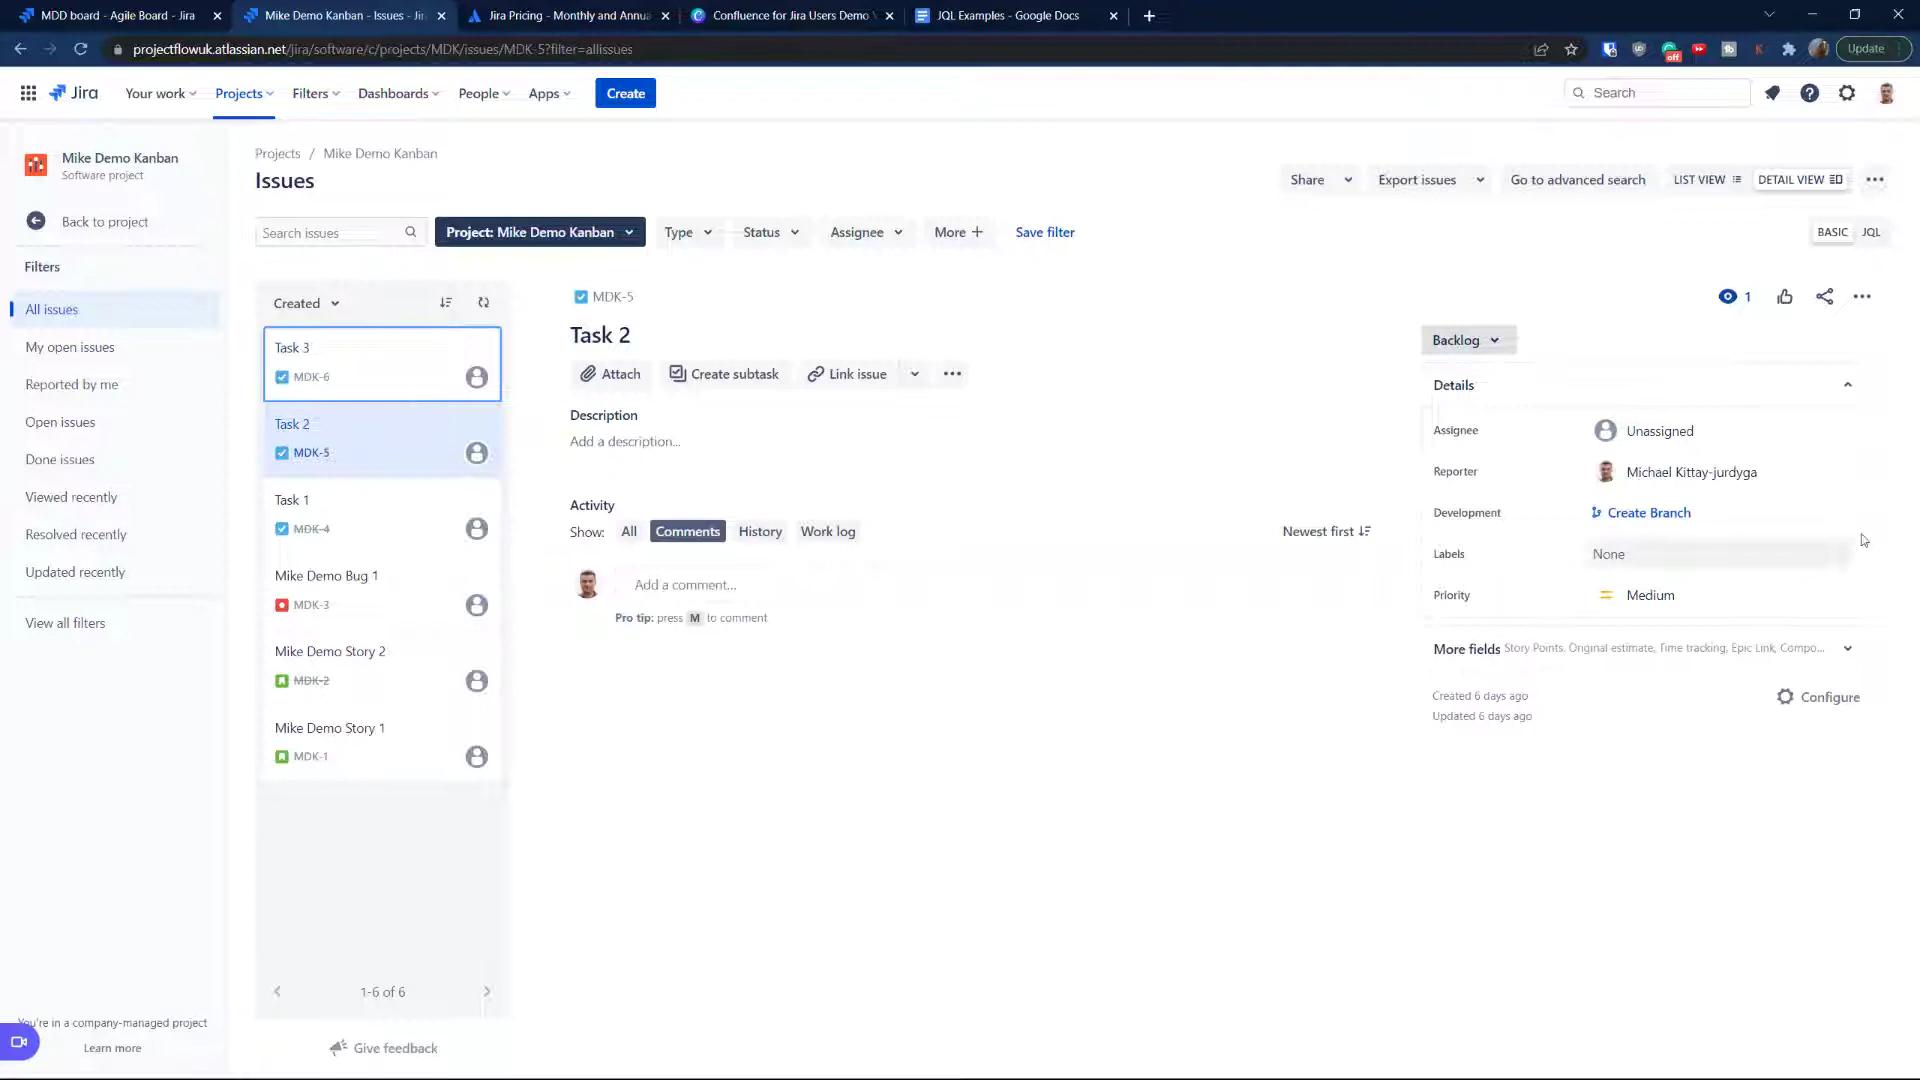 MDD board - Agile Board - Jira
Mike Demo Kanban - Issues - Jir
Jira Pricing - Monthly and Annua
Confluence for Jira Users Demo
JQL Examples - Google Docs
projectflowuk.atlassian.net/jira/software/c/projects/MDK/issues/MDK-5?filter=allissues
off
Update
Jira
Your work
Projects
Filters
Dashboards
People
Apps
Create
Search
Mike Demo Kanban
Software project
Back to project
Filters
All issues
My open issues
Reported by me
Open issues
Done issues
Viewed recently
Resolved recently
Updated recently
View all filters
You're in a company-managed project
Learn more
Projects / Mike Demo Kanban
Issues
Share
Export issues
Go to advanced search
LIST VIEW
DETAIL VIEW
Search issues
Project: Mike Demo Kanban
Type
Status
Assignee
More
Save filter
BASIC
JQL
Created
Task 3
MDK-6
Task 2
MDK-5
Task 1
MDK-4
Mike Demo Bug 1
MDK-3
Mike Demo Story 2
MDK-2
Mike Demo Story 1
MDK-1
1-6 of 6
Give feedback
MDK-5
1
Task 2
Attach
Create subtask
Link issue
Description
Add a description...
Activity
Show:
All
Comments
History
Work log
Newest first
Add a comment...
Pro tip: press M to comment
Backlog
Details
Assignee
Unassigned
Reporter
Michael Kittay-jurdyga
Development
Create Branch
Labels
None
Priority
Medium
More fields Story Points, Original estimate, Time tracking, Epic Link, Compo...
Created 6 days ago
Updated 6 days ago
Configure